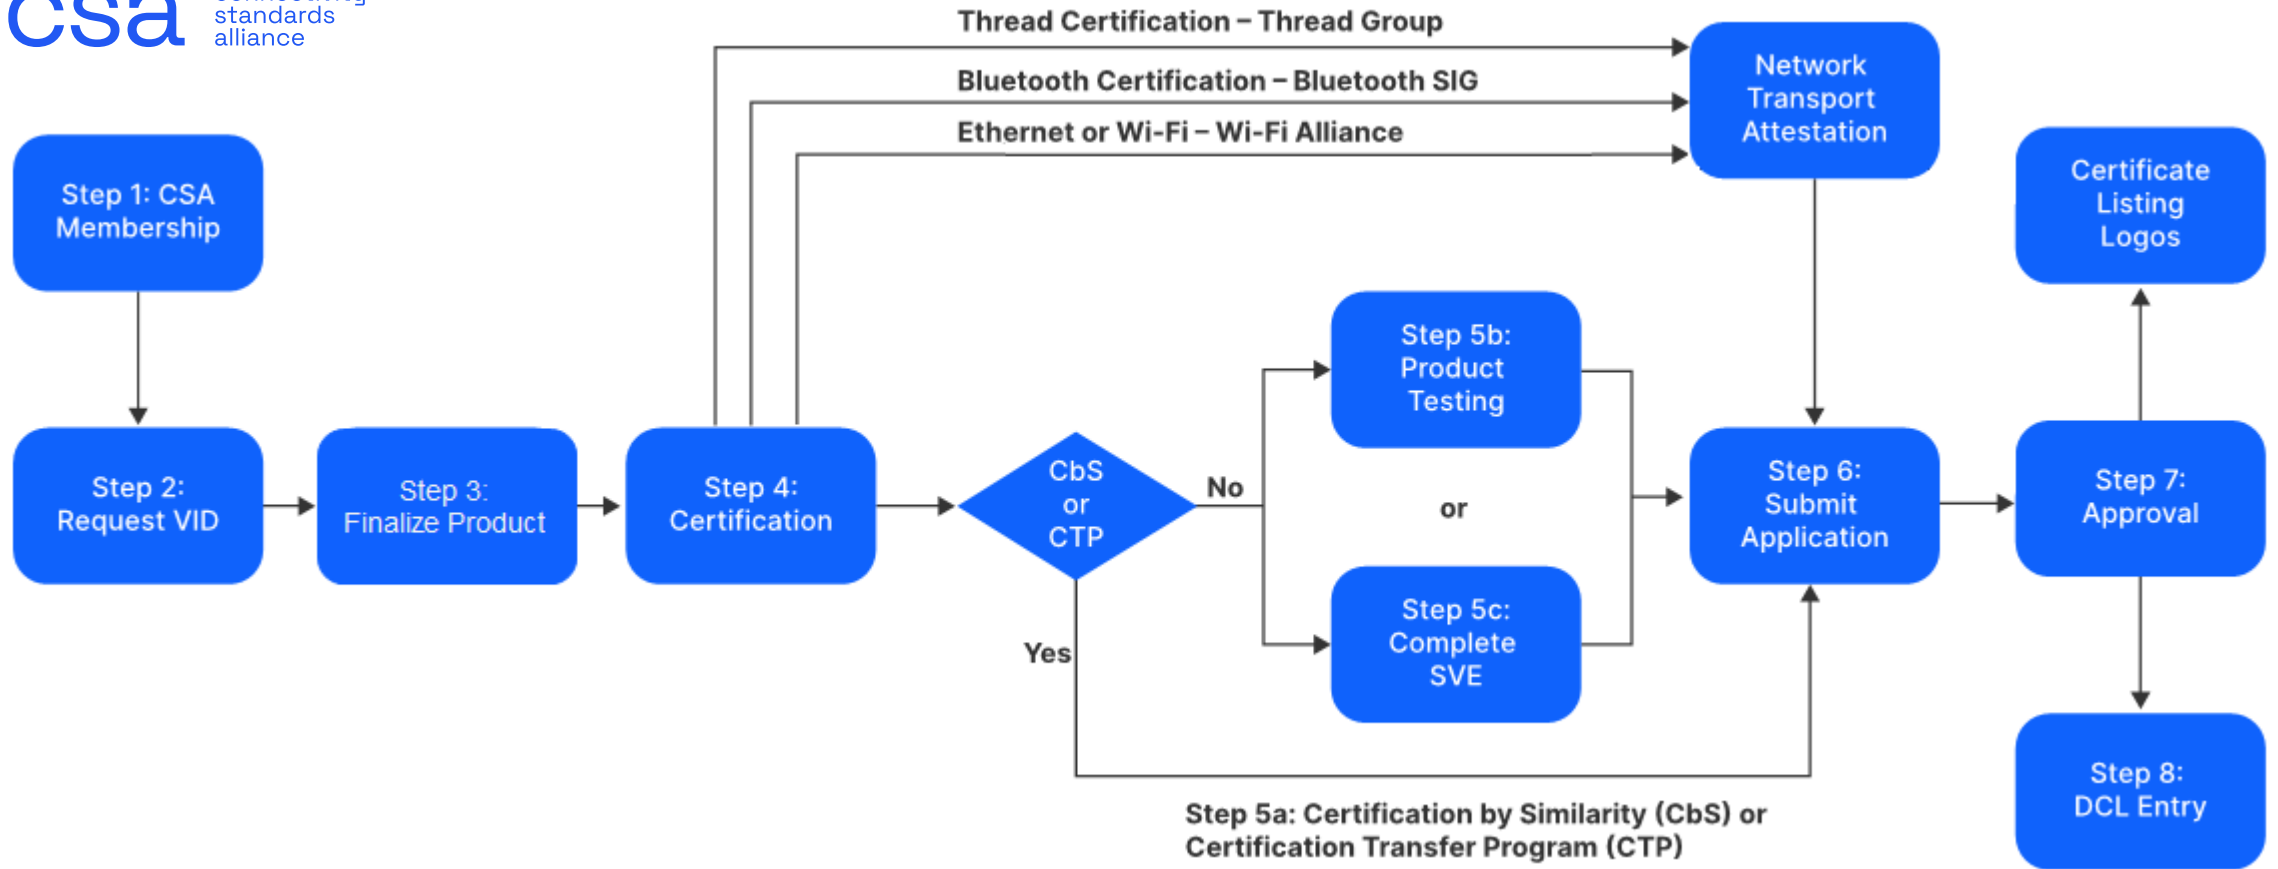 csa
connectivity
standards
alliance
Thread Certification – Thread Group
Bluetooth Certification – Bluetooth SIG
Ethernet or Wi-Fi – Wi-Fi Alliance
Network
Transport
Attestation
Step 1: CSA
Membership
Certificate
Listing
Logos
Step 2:
Request VID
Step 3:
Finalize Product
Step 4:
Certification
CbS
or
CTP
No
Yes
Step 5b:
Product
Testing
or
Step 5c:
Complete
SVE
Step 6:
Submit
Application
Step 7:
Approval
Step 8:
DCL Entry
Step 5a: Certification by Similarity (CbS) or
Certification Transfer Program (CTP)